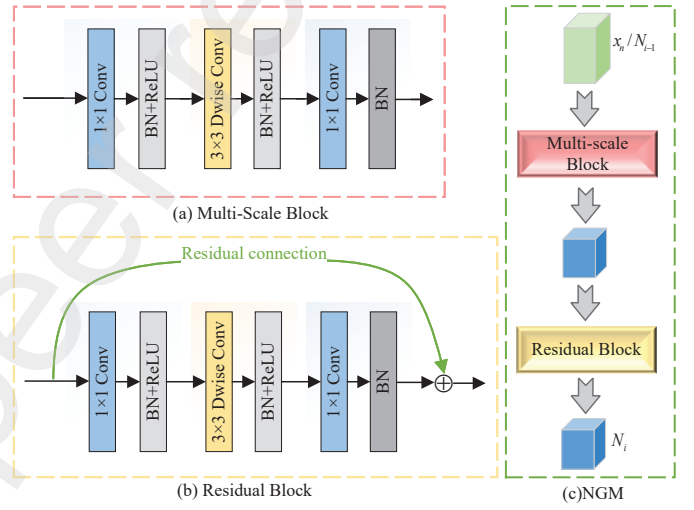 1×1 Conv
BN+ReLU
3×3 Dwise Conv
BN+ReLU
1×1 Conv
BN
(a) Multi-Scale Block
Residual connection
1×1 Conv
BN+ReLU
3×3 Dwise Conv
BN+ReLU
1×1 Conv
BN
(b) Residual Block
x_n/N_{i-1}
Multi-scale
Block
Residual Block
N_i
(c)NGM